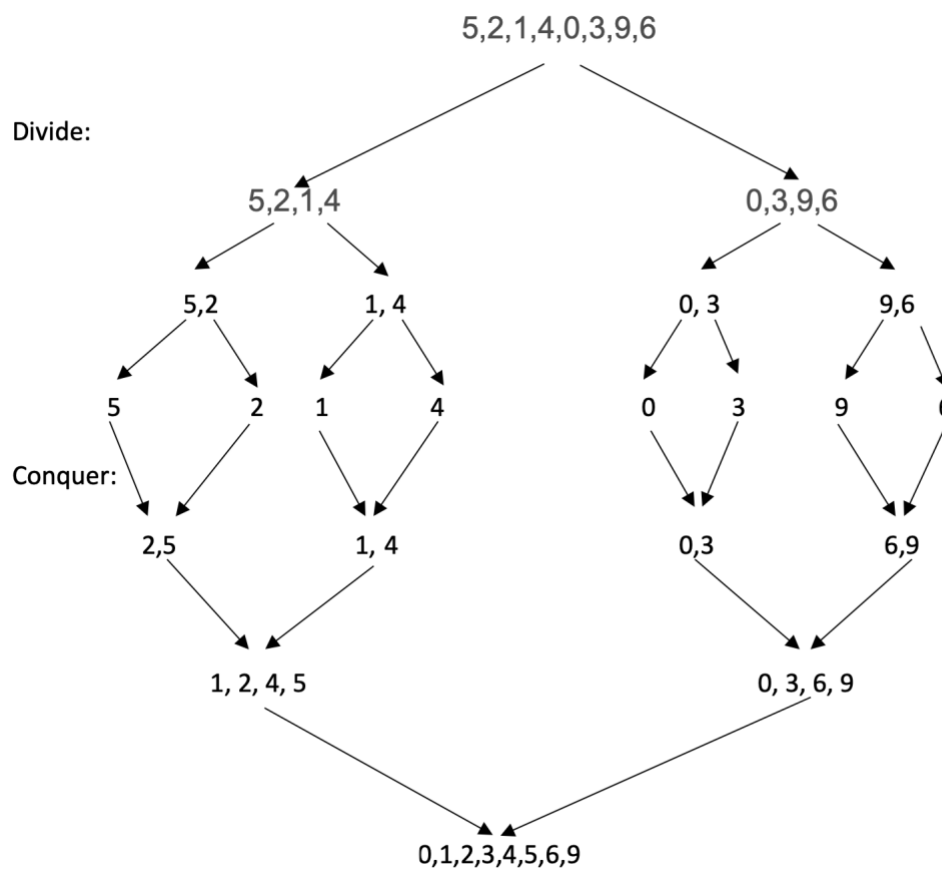 5,2,1,4,0,3,9,6
Divide:
5,2,1,4 0,3,9,6
5,2 1, 4 0, 3 9,6
5 2 1 4 0 3 9
Conquer:
2,5 1, 4 0,3 6,9
1, 2, 4, 5 0, 3, 6, 9
0,1,2,3,4,5,6,9